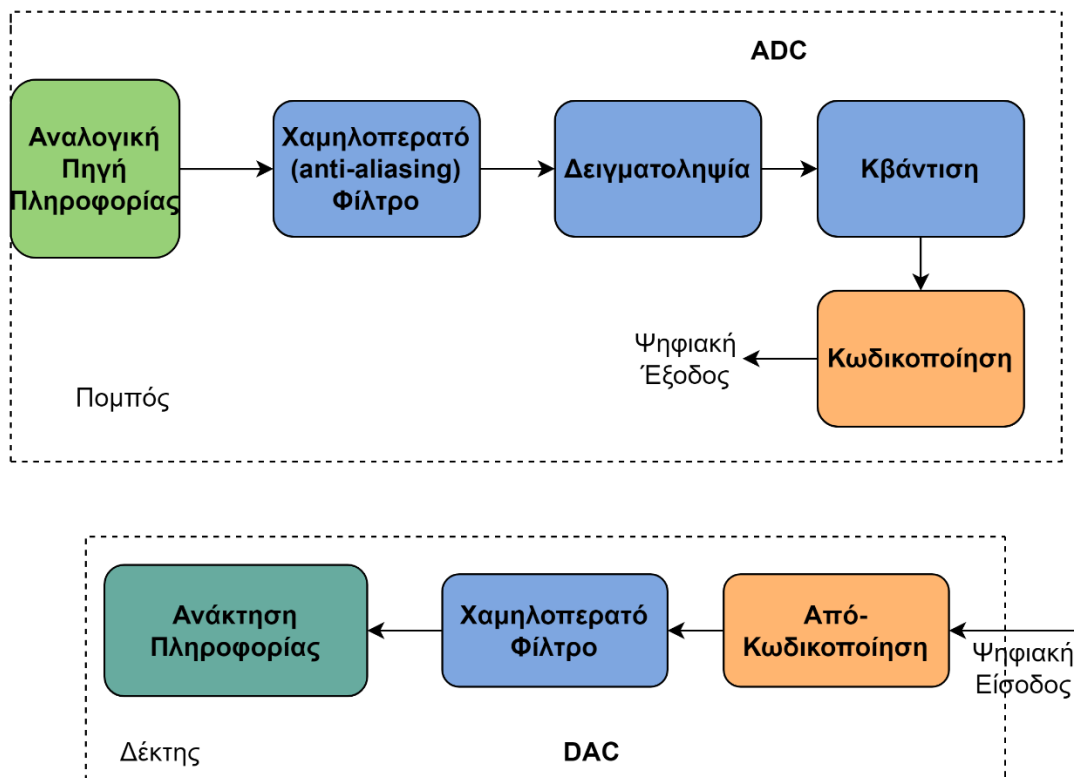 ADC
Αναλογική
Πηγή
Πληροφορίας
Χαμηλοπερατό
(anti-aliasing)
Φίλτρο
Δειγματοληψία
Κβάντιση
Κωδικοποίηση
Ψηφιακή
Έξοδος
Πομπός
Ανάκτηση
Πληροφορίας
Χαμηλοπερατό
Φίλτρο
Από-
Κωδικοποίηση
Ψηφιακή
Είσοδος
Δέκτης
DAC